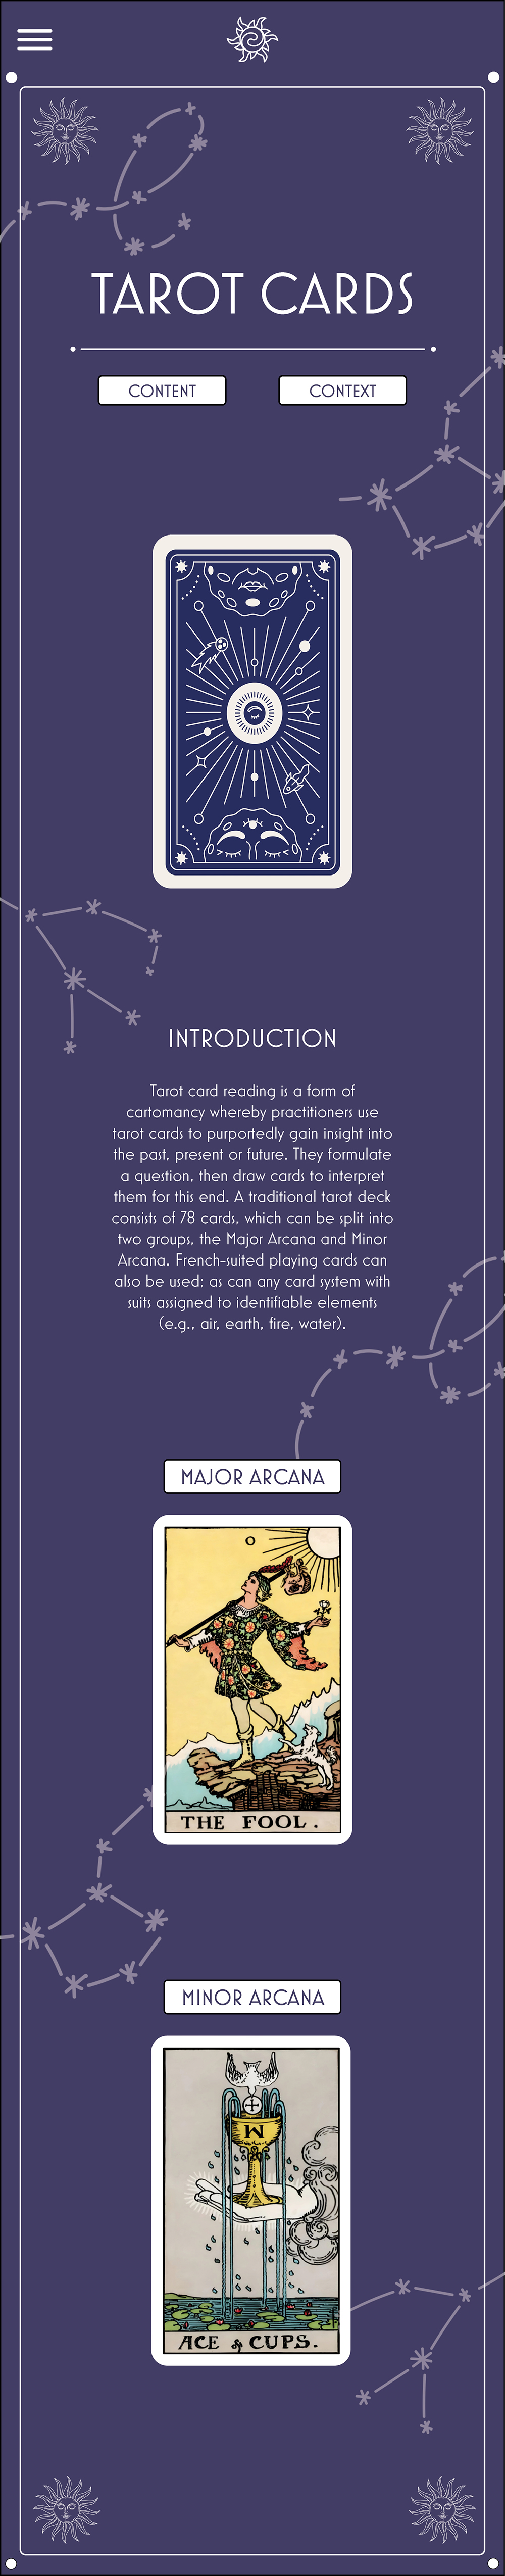 TAROT CARDS
CONTENT
CONTEXT
INTRODUCTION
Tarot card reading is a form of
cartomancy whereby practitioners use
tarot cards to purportedly gain insight into
the past, present or future. They formulate
a question, then draw cards to interpret
them for this end. A traditional tarot deck
consists of 78 cards, which can be split into
two groups, the Major Arcana and Minor
Arcana. French-suited playing cards can
also be used; as can any card system with
suits assigned to identifiable elements
(e.g., air, earth, fire, water).
MAJOR ARCANA
0
THE FOOL.
MINOR ARCANA
W
ACE of CUPS.